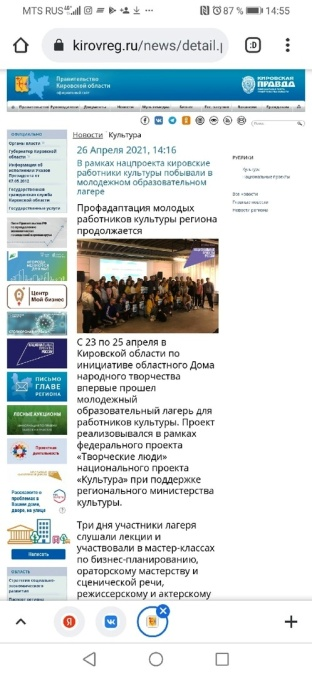 MTS RUS 87 % 14:55
kirovreg.ru/news/detail.p
Правительство
Кировской области
КИРОВСКАЯ
ПРАВДА
ОФИЦИАЛЬНО
Органы власти
Губернатор Кировской
области
Информация об
исполнении Указов
Президента от
07.05.2012
Государственная
гражданская служба
Кировской области
Государственные услуги
Центр
Мой бизнес
ПИСЬМО
ГЛАВЕ
РЕГИОНА
ЛЕСНЫЕ АУКЦИОНЫ
Расскажите о
проблемах в
Вашем доме,
дворе, на улице
Написать
ОБЛАСТЬ
Стратегия социально-
экономического
развития
Новости Культура
26 Апреля 2021, 14:16
В рамках нацпроекта кировские
работники культуры побывали в
молодежном образовательном
лагере
Профадаптация молодых
работников культуры региона
продолжается
С 23 по 25 апреля в
Кировской области по
инициативе областного Дома
народного творчества
впервые прошел
молодежный
образовательный лагерь для
работников культуры. Проект
реализовывался в рамках
федерального проекта
«Творческие люди»
национального проекта
«Культура» при поддержке
регионального министерства
культуры.
Три дня участники лагеря
слушали лекции и
участвовали в мастер-классах
по бизнес-планированию,
ораторскому мастерству и
сценической речи,
режиссерскому и актерскому
РУБРИКИ
Культура
Национальные проекты
Все новости
Главные новости
Новости региона